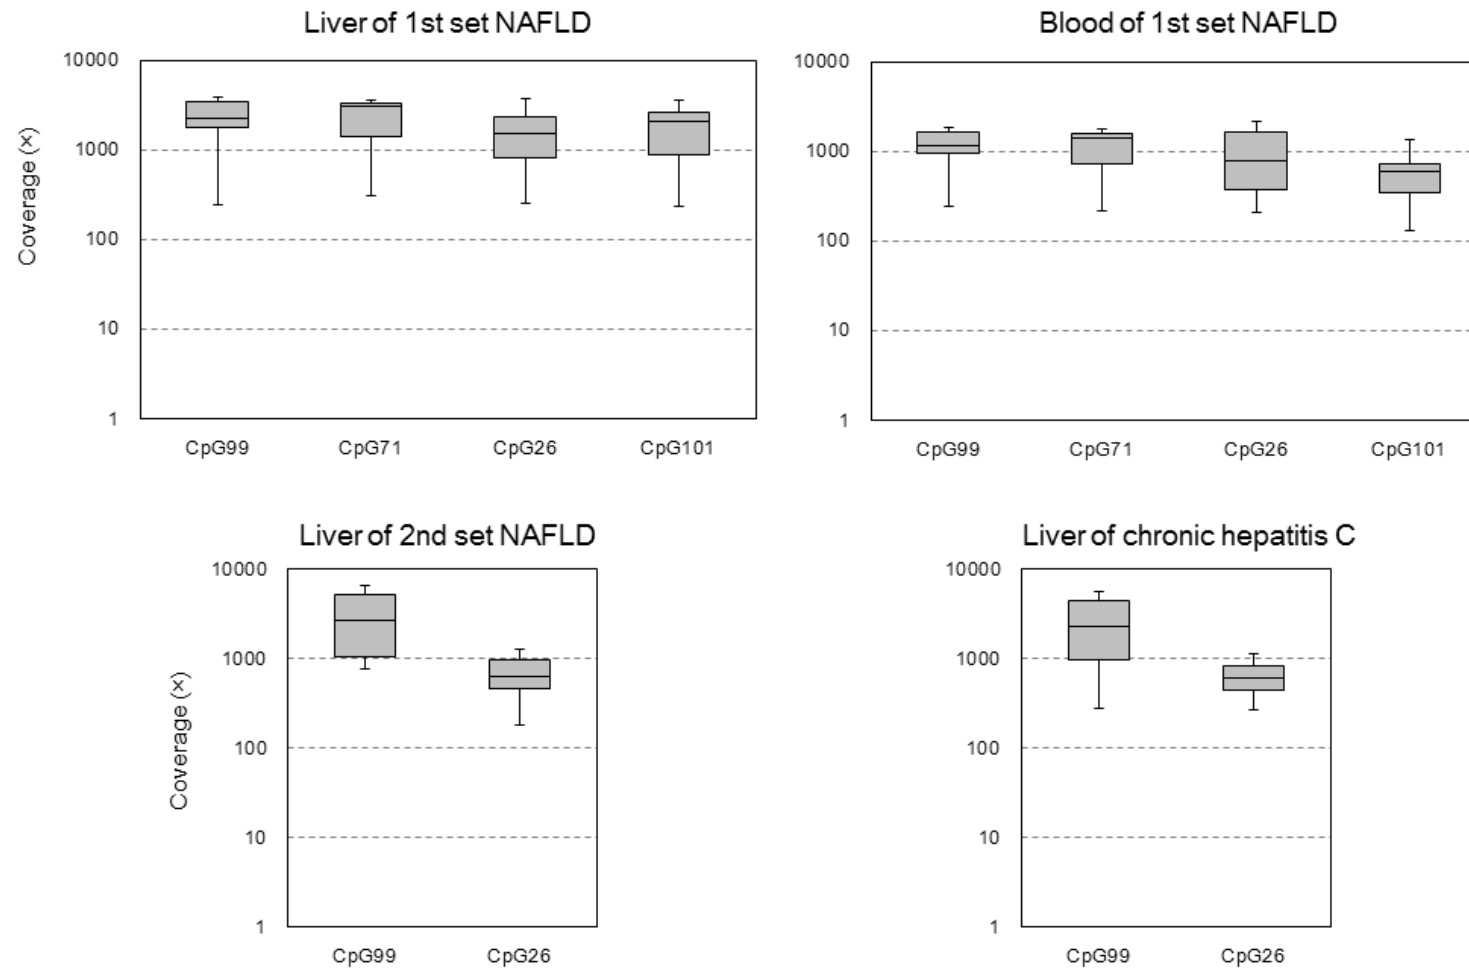 Liver of 1st set NAFLD
Coverage (×)
10000
1000
100
10
1
CpG99 CpG71 CpG26 CpG101
Blood of 1st set NAFLD
10000
1000
100
10
1
CpG99 CpG71 CpG26 CpG101
Liver of 2nd set NAFLD
Coverage (×)
10000
1000
100
10
1
CpG99 CpG26
Liver of chronic hepatitis C
10000
1000
100
10
1
CpG99 CpG26